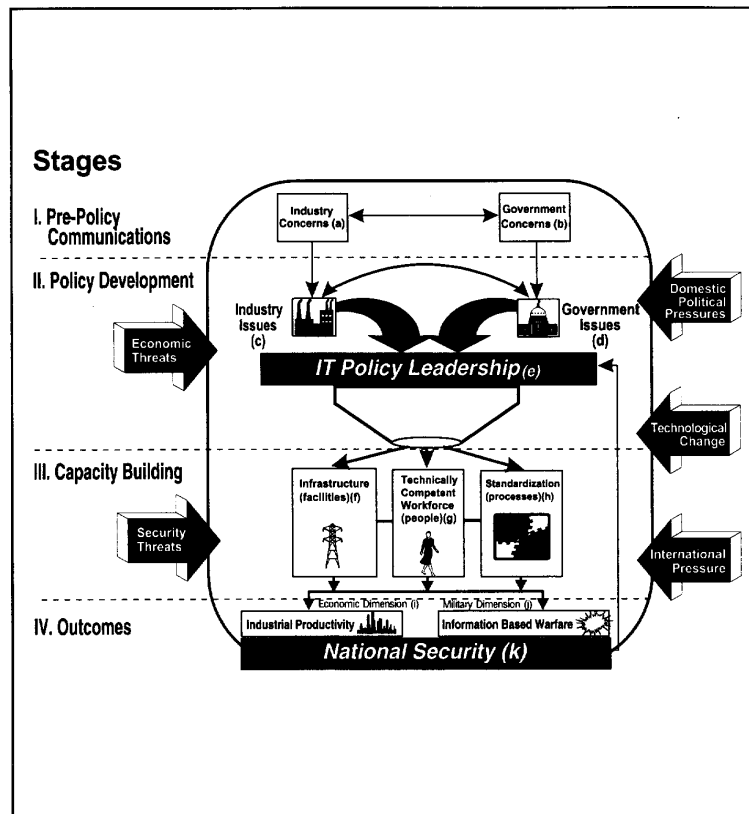 Stages
I. Pre-Policy
Communications
Industry
Concerns (a)
Government
Concerns (b)
II. Policy Development
Industry
Issues
(c)
Government
Issues
(d)
Domestic
Political
Pressures
Economic
Threats
IT Policy Leadership(e)
Technological
Change
III. Capacity Building
Infrastructure
(facilities)(f)
Technically
Competent
Workforce
(people)(g)
Standardization
(processes)(h)
Security
Threats
International
Pressure
Economic Dimension (i)
Military Dimension (j)
IV. Outcomes
Industrial Productivity
Information Based Warfare
National Security (k)